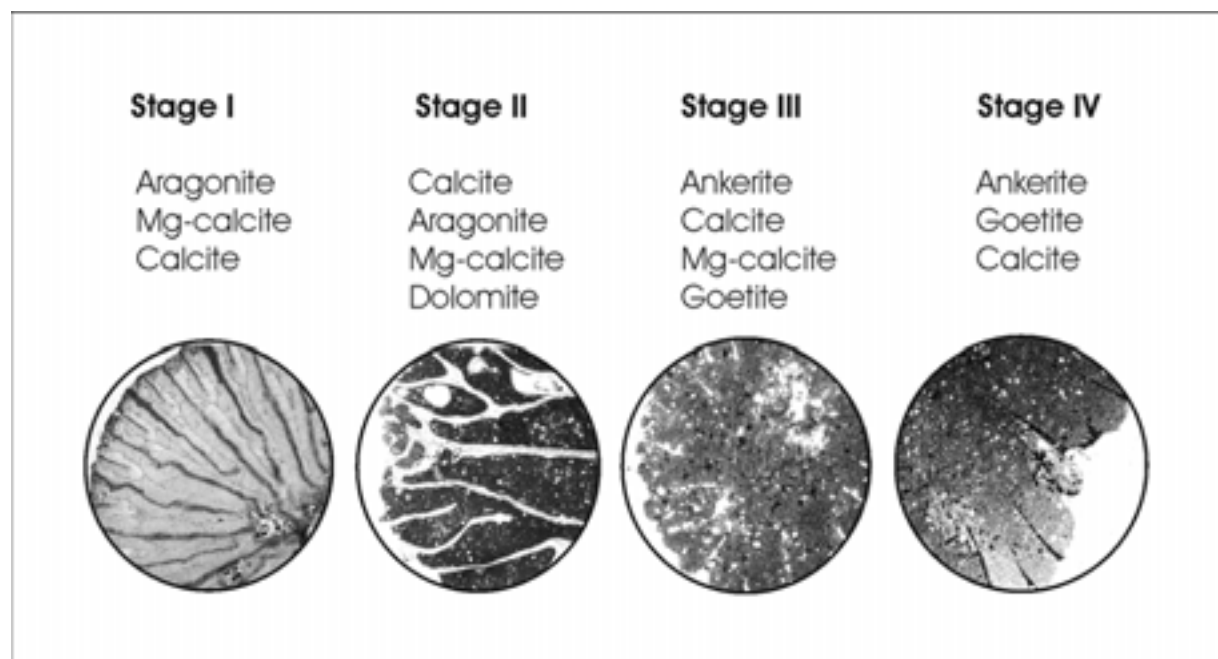 Stage I
Aragonite
Mg-calcite
Calcite
Stage II
Calcite
Aragonite
Mg-calcite
Dolomite
Stage III
Ankerite
Calcite
Mg-calcite
Goetite
Stage IV
Ankerite
Goetite
Calcite